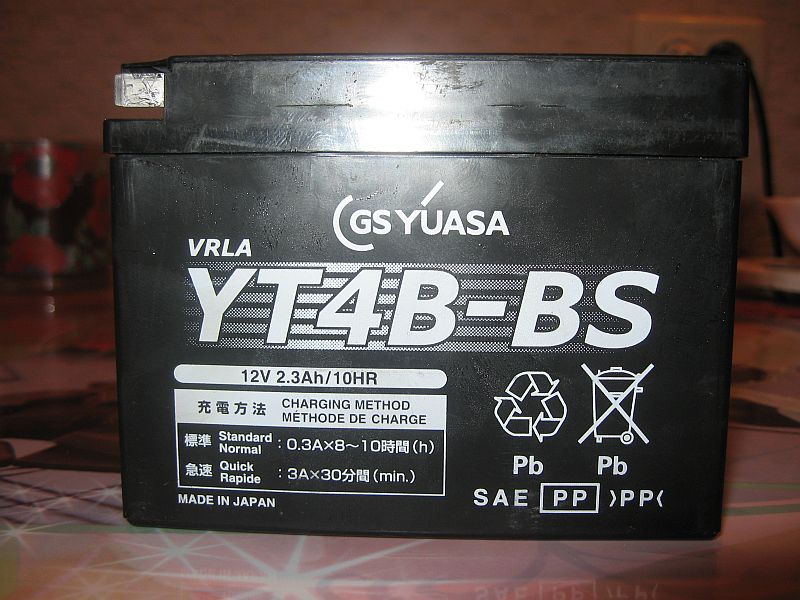 GS YUASA
VRLA
YT4B-BS
12V 2.3Ah/10HR
充電方法 CHARGING METHOD
MÉTHODE DE CHARGE
標準 Standard Normal : 0.3A×8～10時間(h)
急速 Quick Rapide : 3A×30分間(min.)
MADE IN JAPAN
Pb Pb
SAE PP >PP<